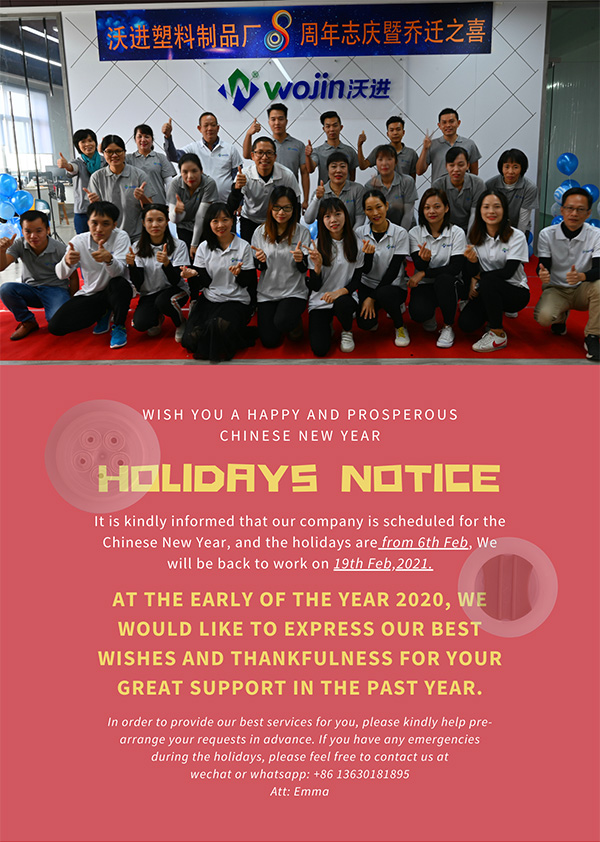 沃进塑料制品厂8周年志庆暨乔迁之喜
® wojin沃进
WISH YOU A HAPPY AND PROSPEROUS
CHINESE NEW YEAR
HOLIDAYS NOTICE
It is kindly informed that our company is scheduled for the
Chinese New Year, and the holidays are from 6th Feb, We
will be back to work on 19th Feb,2021.
AT THE EARLY OF THE YEAR 2020, WE
WOULD LIKE TO EXPRESS OUR BEST
WISHES AND THANKFULNESS FOR YOUR
GREAT SUPPORT IN THE PAST YEAR.
In order to provide our best services for you, please kindly help pre-
arrange your requests in advance. If you have any emergencies
during the holidays, please feel free to contact us at
wechat or whatsapp: +86 13630181895
Att: Emma